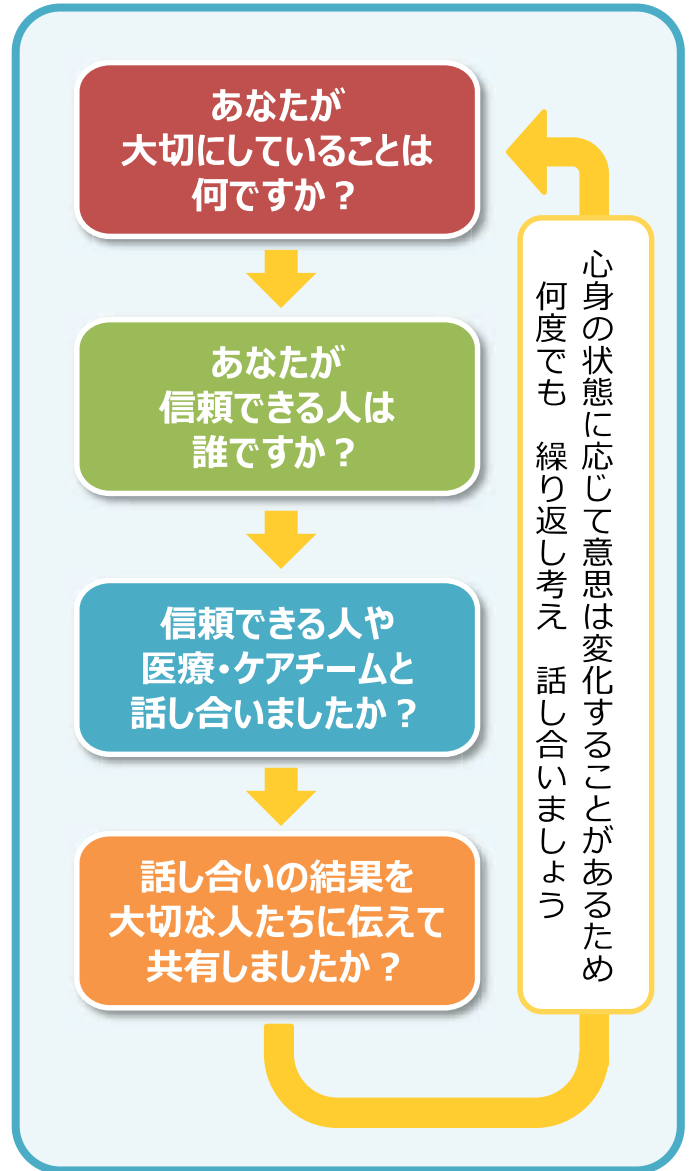 あなたが
大切にしていることは
何ですか？
あなたが
信頼できる人は
誰ですか？
信頼できる人や
医療・ケアチームと
話し合いましたか？
話し合いの結果を
大切な人たちに伝えて
共有しましたか？
心身の状態に応じて意思は変化することがあるため
何度でも　繰り返し考え　話し合いましょう